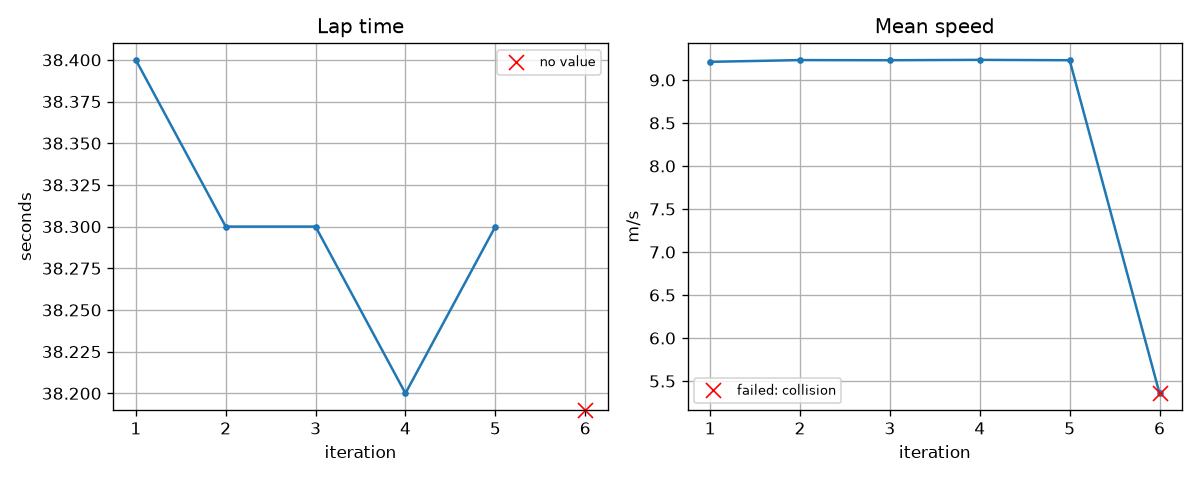 Lap time
38.400
38.375
38.350
38.325
38.300
38.275
38.250
38.225
38.200
seconds
no value
1 2 3 4 5 6
iteration
Mean speed
9.0
8.5
8.0
7.5
7.0
6.5
6.0
5.5
m/s
failed: collision
1 2 3 4 5 6
iteration